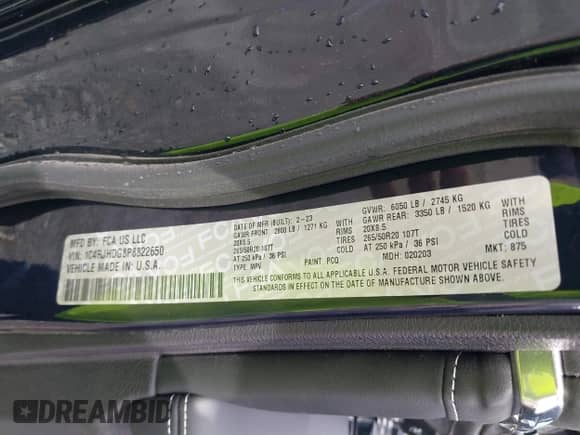 MFD BY: FCA US LLC
VIN: 1C4RJHDG5P8822650
VEHICLE MADE IN: U.S.A.
DATE OF MFR (BUILT): 2-23
GAWR FRONT: 2800 LB / 1271 KG WITH
20X8.5 RIMS
265/50R20 107T TIRES
AT 250 kPa / 36 PSI COLD
TYPE: MPV
GVWR: 6050 LB / 2745 KG
GAWR REAR: 3350 LB / 1520 KG WITH
20X8.5 RIMS
265/50R20 107T TIRES
AT 250 kPa / 36 PSI COLD
PAINT: PCQ MDH: 020203 MKT: 875
THIS VEHICLE CONFORMS TO ALL APPLICABLE FEDERAL MOTOR VEHICLE SAFETY
STANDARDS IN EFFECT ON THE DATE OF MANUFACTURE SHOWN ABOVE.
DREAMBID